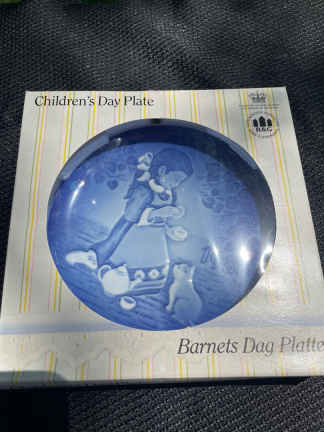 Children's Day Plate
B&G
Barnets Dag Platte